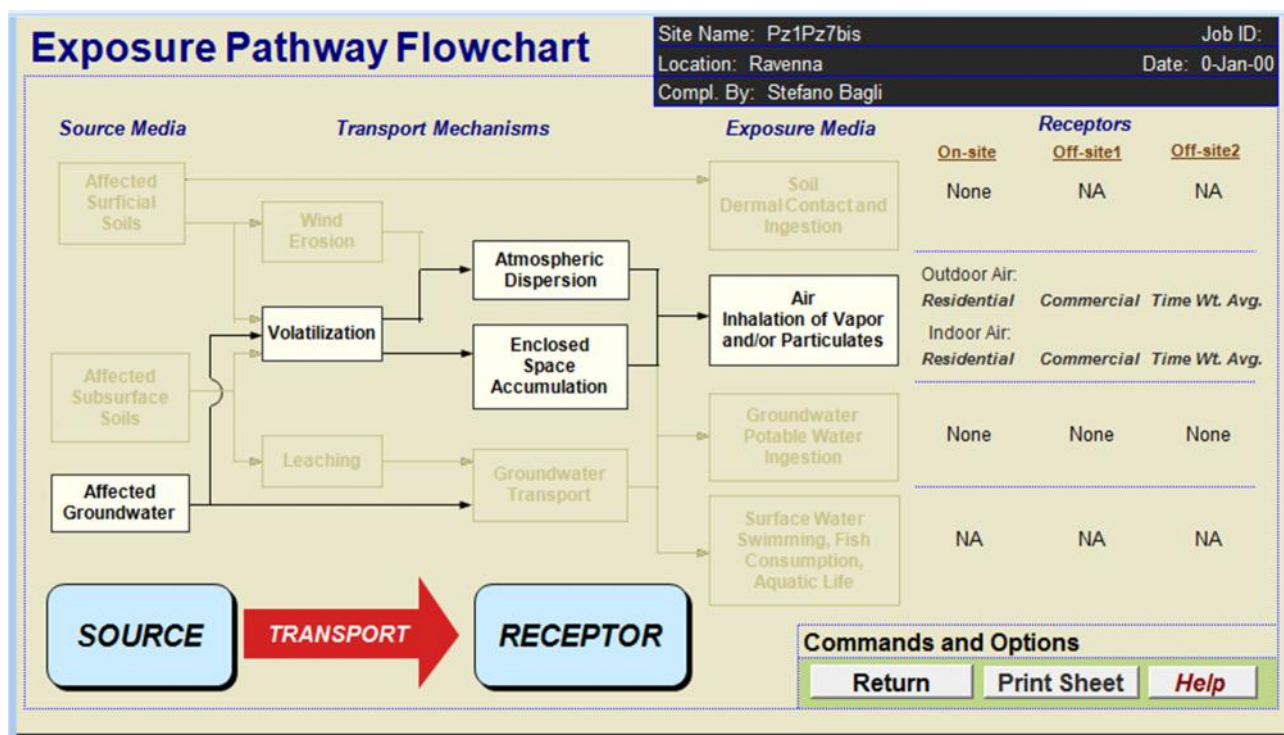 Exposure Pathway Flowchart
Site Name: Pz1Pz7bis Job ID:
Location: Ravenna Date: 0-Jan-00
Compl. By: Stefano Bagli
Source Media Transport Mechanisms Exposure Media Receptors
On-site Off-site1 Off-site2
Affected
Surficial
Soils
Wind
Erosion
Volatilization
Atmospheric
Dispersion
Enclosed
Space
Accumulation
Affected
Subsurface
Soils
Leaching
Groundwater
Transport
Affected
Groundwater
Soil
Dermal Contact and
Ingestion
None NA NA
Air
Inhalation of Vapor
and/or Particulates
Outdoor Air:
Residential Commercial Time Wt. Avg.
Indoor Air:
Residential Commercial Time Wt. Avg.
Groundwater
Potable Water
Ingestion
None None None
Surface Water
Swimming, Fish
Consumption,
Aquatic Life
NA NA NA
SOURCE TRANSPORT RECEPTOR
Commands and Options
Return Print Sheet Help